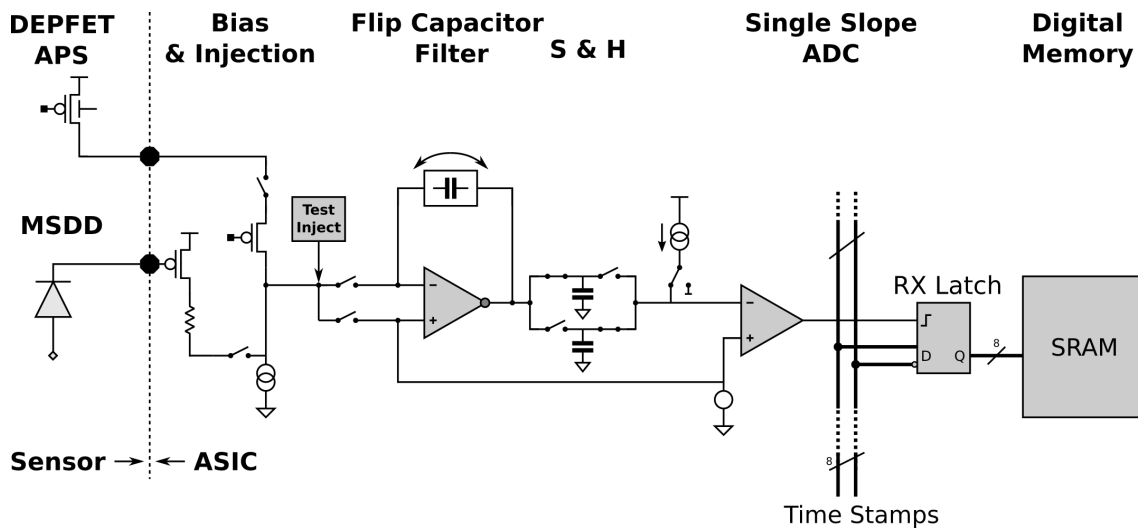 DEPFET
APS
Bias
& Injection
Flip Capacitor
Filter
S & H
Single Slope
ADC
Digital
Memory
MSDD
Test
Inject
−
+
−
+
RX Latch
D
Q
8
SRAM
8
Sensor
ASIC
Time Stamps